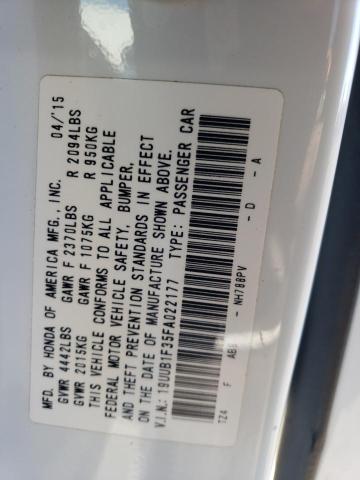 MFD. BY HONDA OF AMERICA MFG., INC. 04/'15
GVWR 4442LBS GAWR F 2370LBS R 2094LBS
GVWR 2015KG GAWR F 1075KG R 950KG
THIS VEHICLE CONFORMS TO ALL APPLICABLE
FEDERAL MOTOR VEHICLE SAFETY, BUMPER,
AND THEFT PREVENTION STANDARDS IN EFFECT
ON THE DATE OF MANUFACTURE SHOWN ABOVE.
V.I.N.: 19UUB1F35FA022177 TYPE: PASSENGER CAR
TZ4 F - NH788PV - D - A